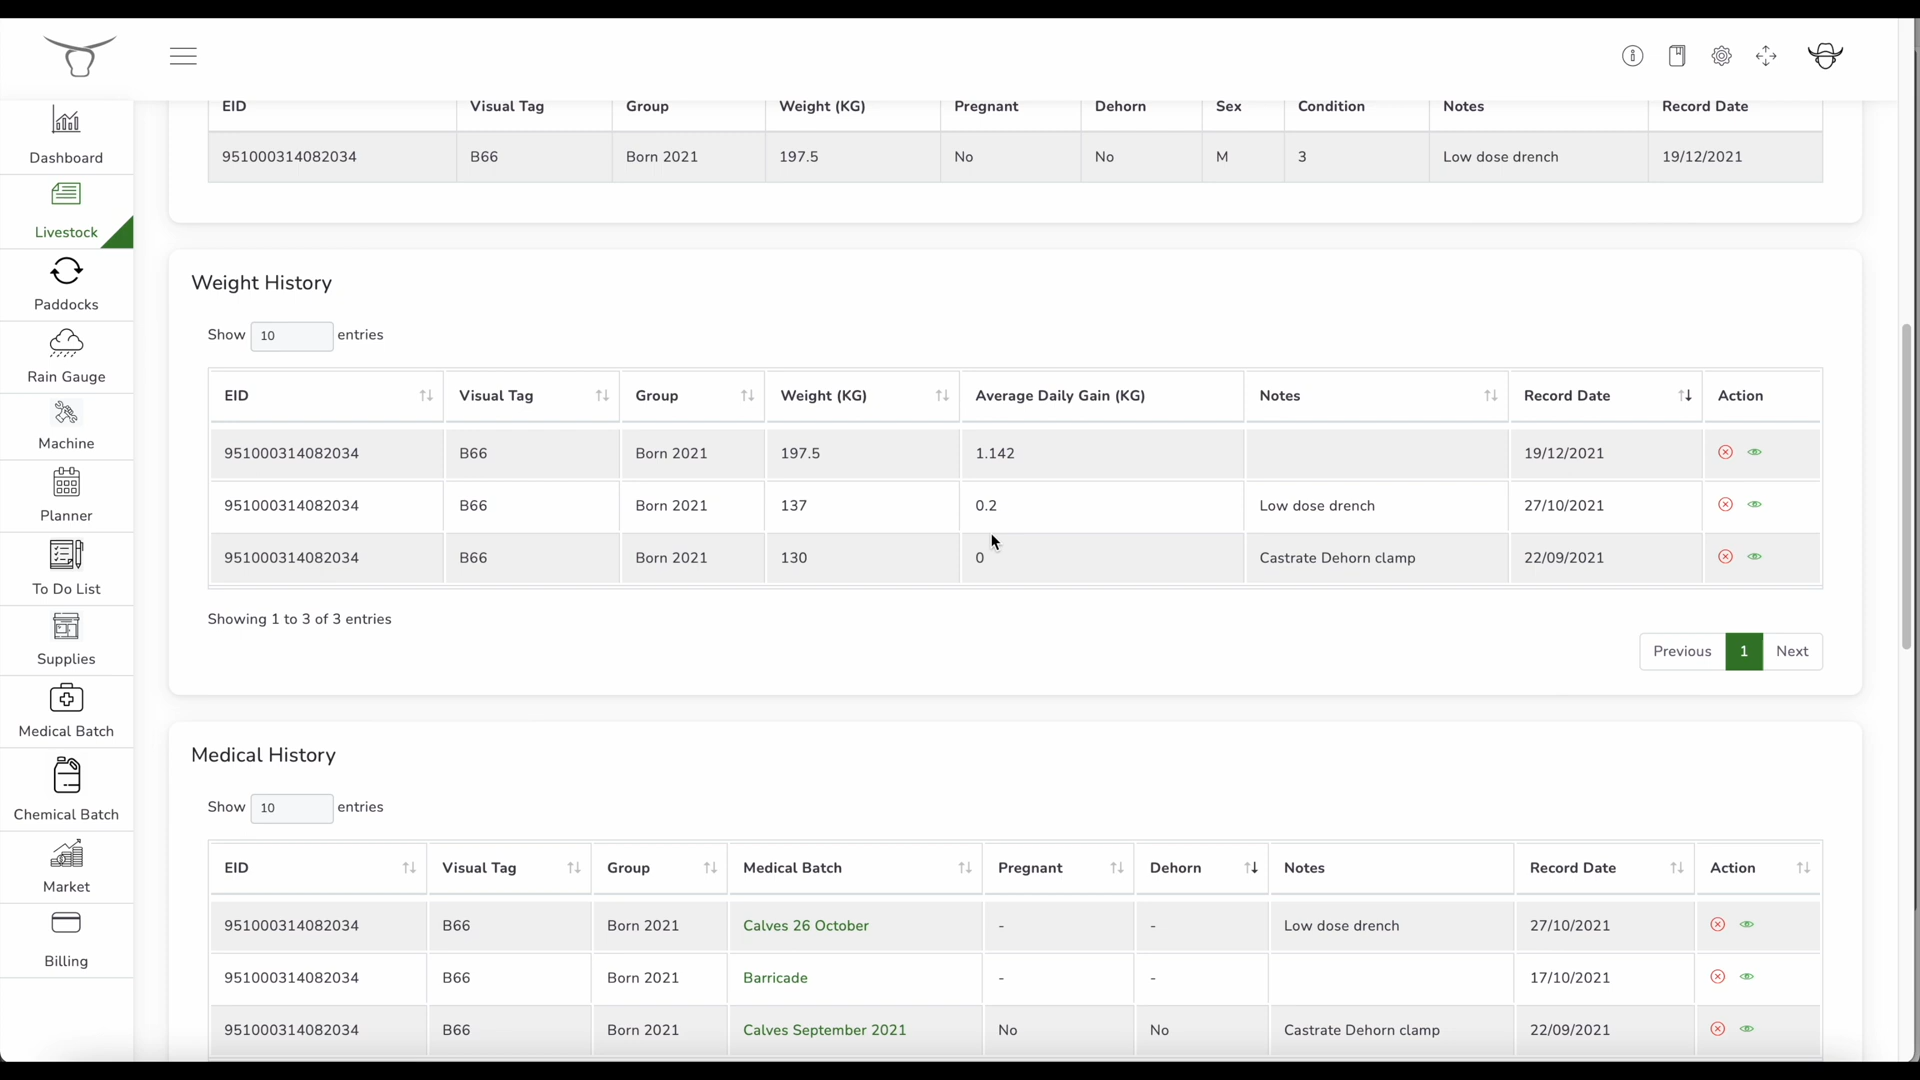 EID Visual Tag Group Weight (KG) Pregnant Dehorn Sex Condition Notes Record Date
951000314082034 B66 Born 2021 197.5 No No M 3 Low dose drench 19/12/2021
Dashboard
Livestock
Paddocks
Rain Gauge
Machine
Planner
To Do List
Supplies
Medical Batch
Chemical Batch
Market
Billing
Weight History
Show 10 entries
EID Visual Tag Group Weight (KG) Average Daily Gain (KG) Notes Record Date Action
951000314082034 B66 Born 2021 197.5 1.142 19/12/2021
951000314082034 B66 Born 2021 137 0.2 Low dose drench 27/10/2021
951000314082034 B66 Born 2021 130 0 Castrate Dehorn clamp 22/09/2021
Showing 1 to 3 of 3 entries
Previous 1 Next
Medical History
Show 10 entries
EID Visual Tag Group Medical Batch Pregnant Dehorn Notes Record Date Action
951000314082034 B66 Born 2021 Calves 26 October - - Low dose drench 27/10/2021
951000314082034 B66 Born 2021 Barricade - - 17/10/2021
951000314082034 B66 Born 2021 Calves September 2021 No No Castrate Dehorn clamp 22/09/2021